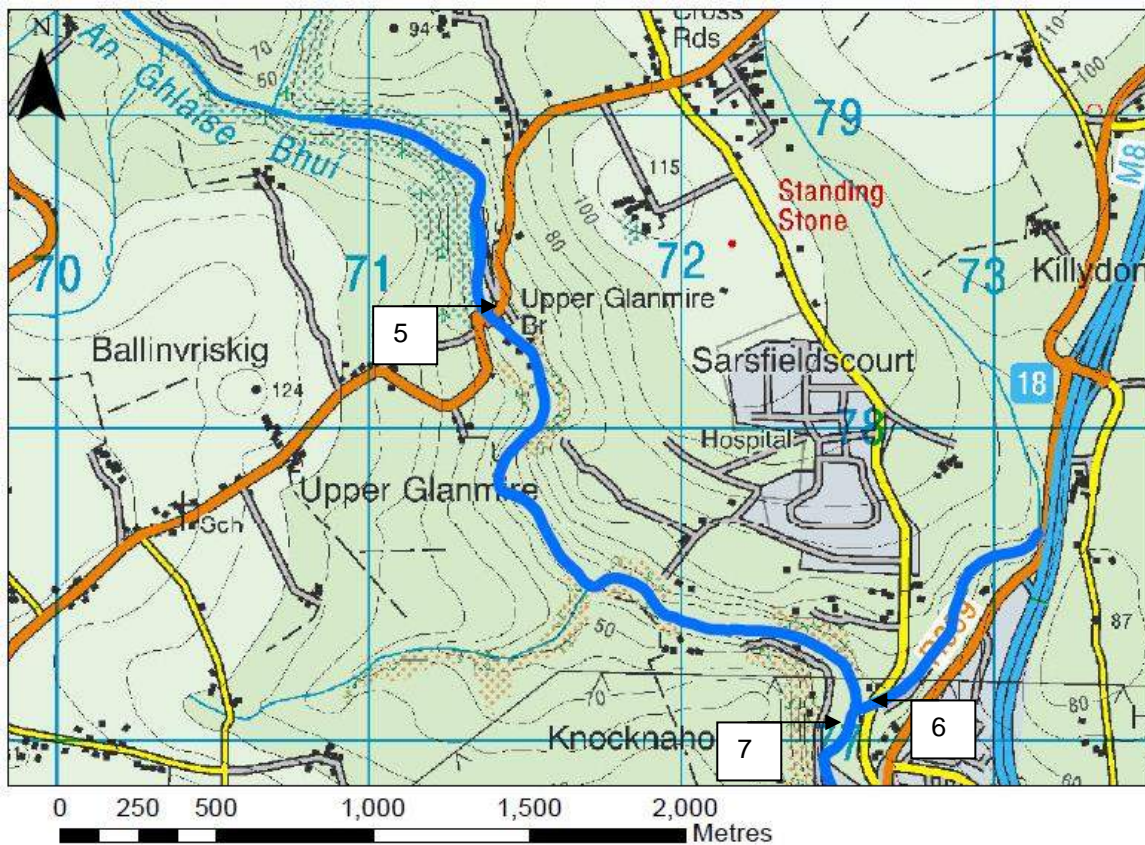 N
An Ghlaise Bhuí
70
50
94
Cross
Rds
79
110
100
M8
115
Standing
Stone
100
80
70
71
72
73
Killydon
5
Upper Glanmire
Br
Ballinvriskig
124
Sarsfieldscourt
18
78
Hospital
Upper Glanmire
Sch
50
R639
87
70
80
Knocknaho
7
77
6
60
0 250 500 1,000 1,500 2,000
Metres